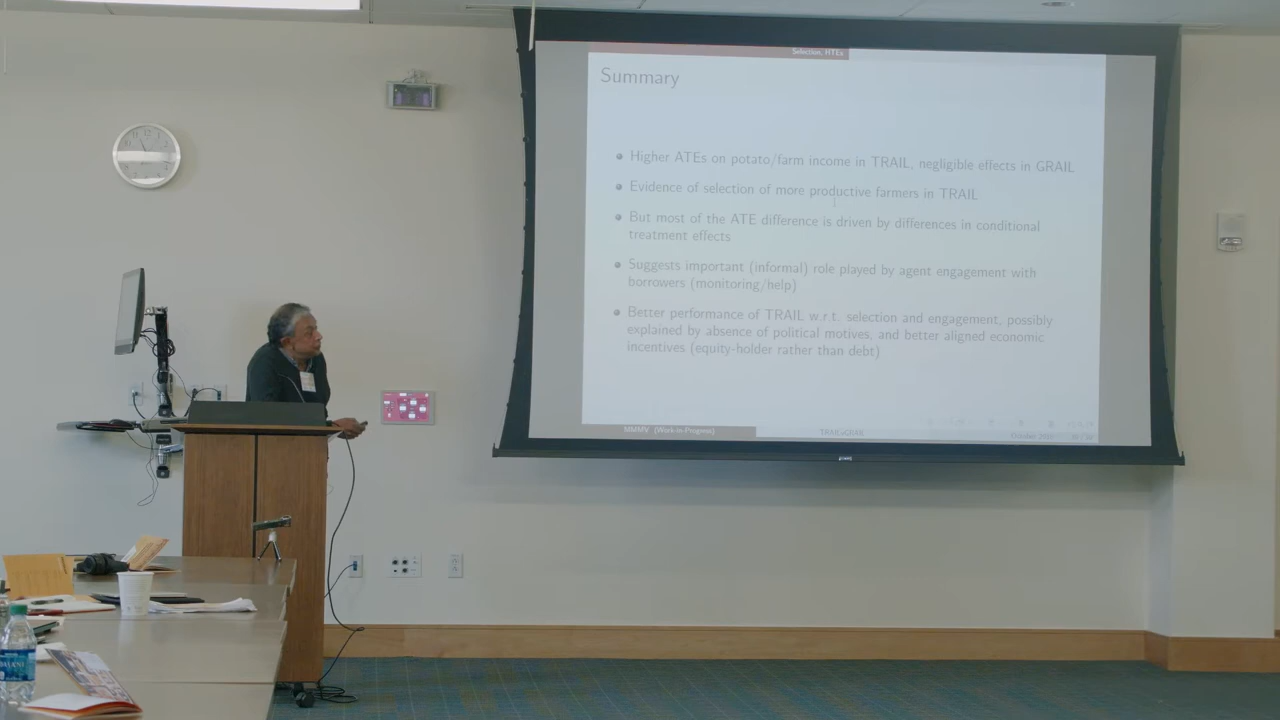 Selection, HTEs
Summary
Higher ATEs on potato/farm income in TRAIL, negligible effects in GRAIL
Evidence of selection of more productive farmers in TRAIL
But most of the ATE difference is driven by differences in conditional
treatment effects
Suggests important (informal) role played by agent engagement with
borrowers (monitoring/help)
Better performance of TRAIL w.r.t. selection and engagement, possibly
explained by absence of political motives, and better aligned economic
incentives (equity-holder rather than debt)
MMMV (Work-in-Progress)
TRAIL-GRAIL
October